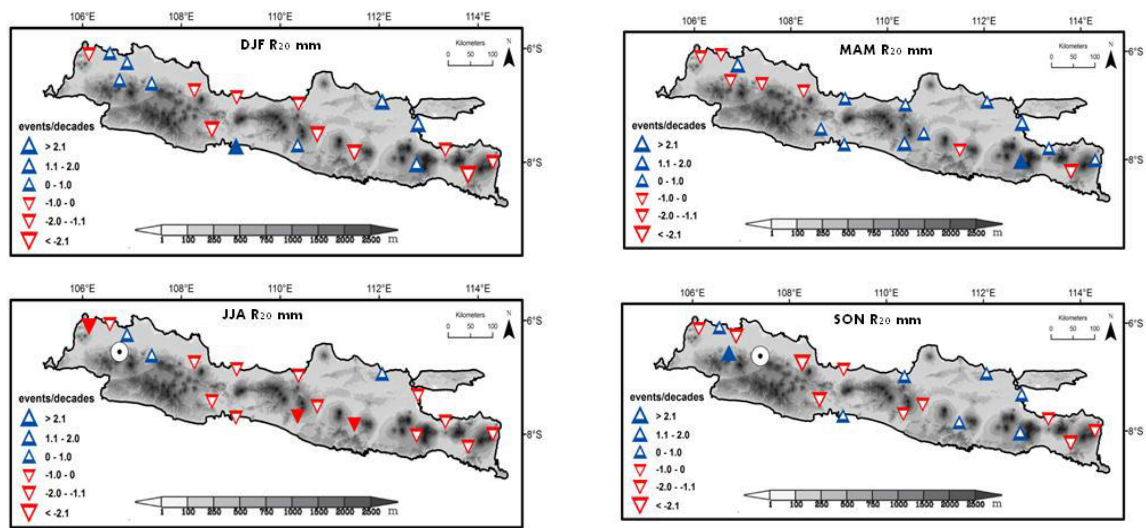 106°E 108°E 110°E 112°E 114°E
DJF R20 mm
Kilometers
0 50 100
6°S
8°S
events/decades
> 2.1
1.1 - 2.0
0 - 1.0
-1.0 - 0
-2.0 - -1.1
< -2.1
1 100 250 500 750 1000 1500 2000 2500 m
106°E 108°E 110°E 112°E 114°E
MAM R20 mm
Kilometers
0 50 100
6°S
8°S
events/decades
> 2.1
1.1 - 2.0
0 - 1.0
-1.0 - 0
-2.0 - -1.1
< -2.1
1 100 250 500 750 1000 1500 2000 2500 m
106°E 108°E 110°E 112°E 114°E
JJA R20 mm
Kilometers
0 50 100
6°S
8°S
events/decades
> 2.1
1.1 - 2.0
0 - 1.0
-1.0 - 0
-2.0 - -1.1
< -2.1
1 100 250 500 750 1000 1500 2000 2500 m
106°E 108°E 110°E 112°E 114°E
SON R20 mm
Kilometers
0 50 100
6°S
8°S
events/decades
> 2.1
1.1 - 2.0
0 - 1.0
-1.0 - 0
-2.0 - -1.1
< -2.1
1 100 250 500 750 1000 1500 2000 2500 m